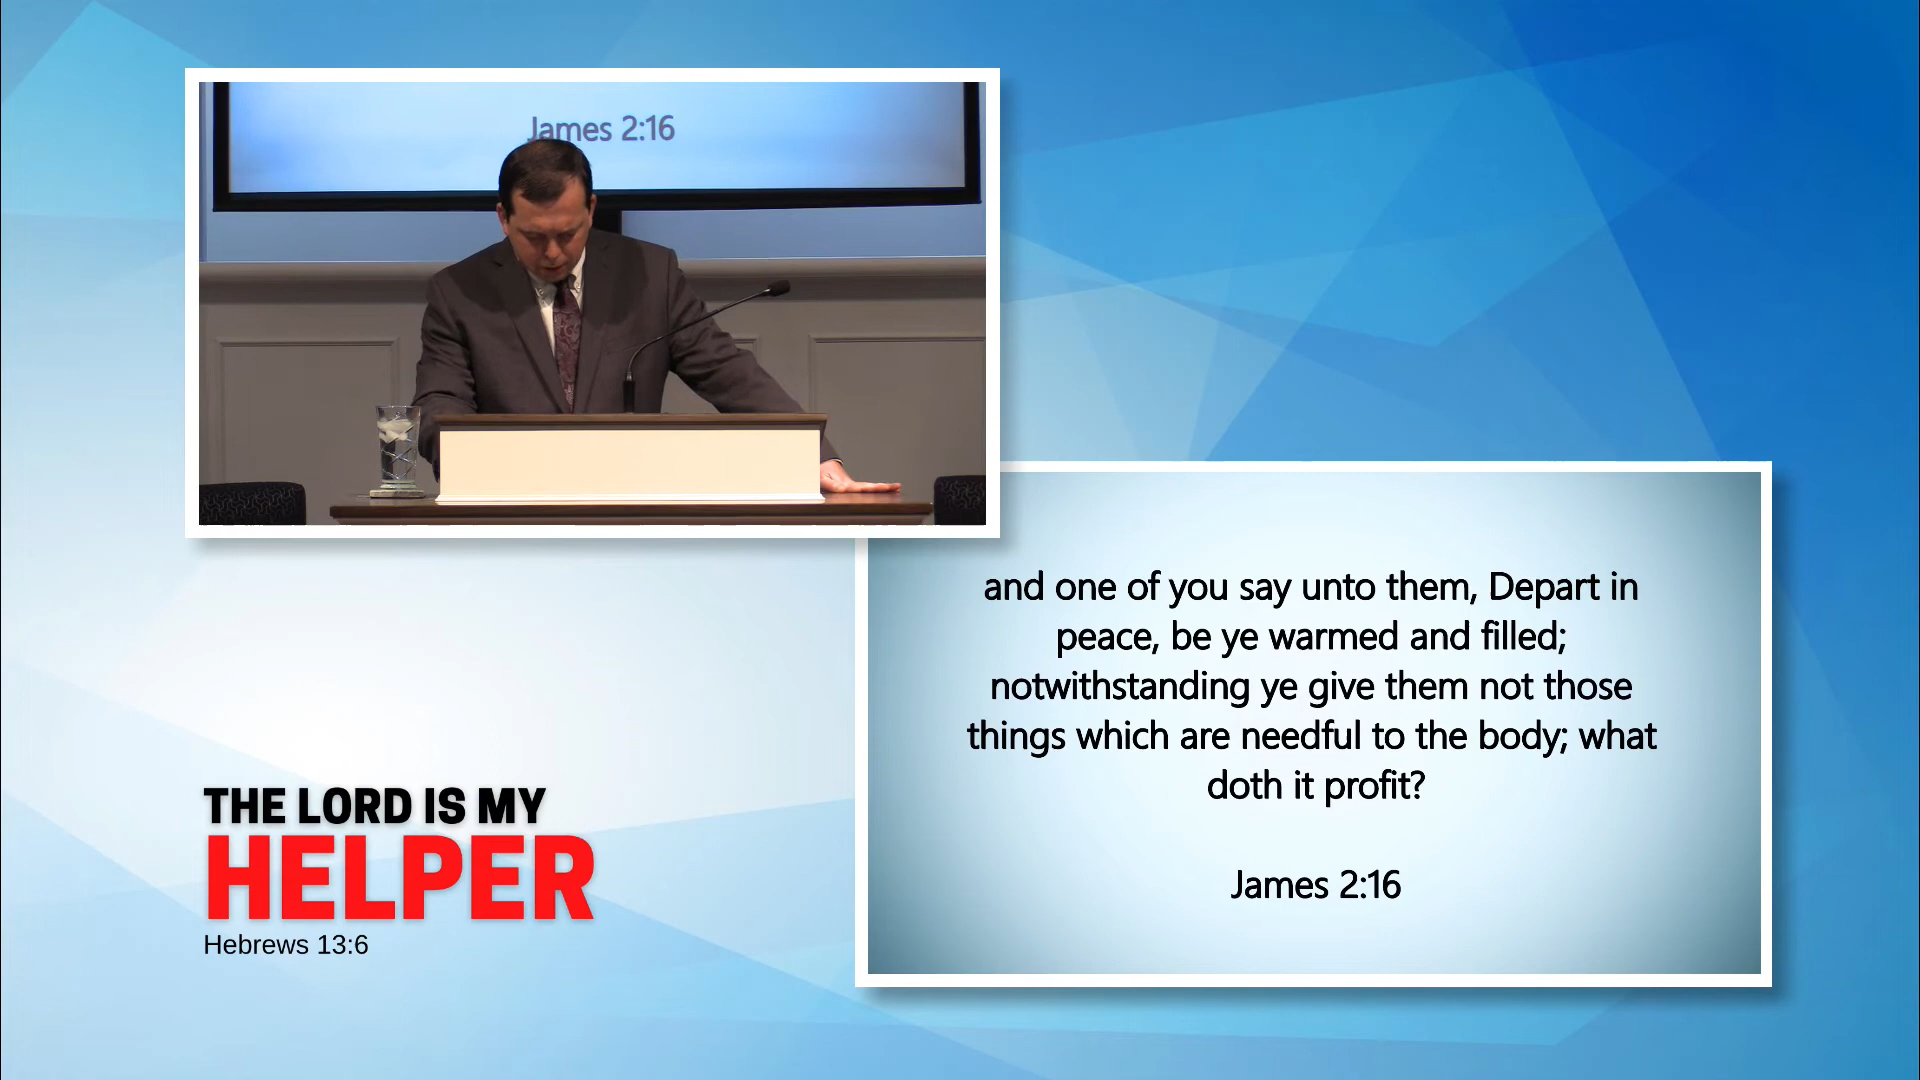 James 2:16
and one of you say unto them, Depart in
peace, be ye warmed and filled;
notwithstanding ye give them not those
things which are needful to the body; what
doth it profit?
James 2:16
THE LORD IS MY
HELPER
Hebrews 13:6